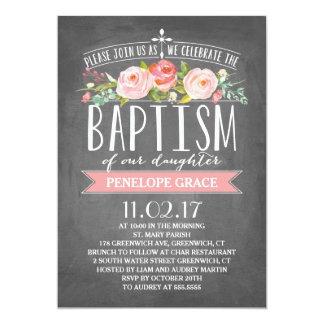 PLEASE JOIN US AS WE CELEBRATE THE
BAPTISM
of our daughter
PENELOPE GRACE
11.02.17
AT 10:00 IN THE MORNING
ST. MARY PARISH
178 GREENWICH AVE, GREENWICH, CT
BRUNCH TO FOLLOW AT CHAR RESTAURANT
2 SOUTH WATER STREET GREENWICH, CT
HOSTED BY LIAM AND AUDREY MARTIN
RSVP BY OCTOBER 20TH
TO AUDREY AT 555.5555